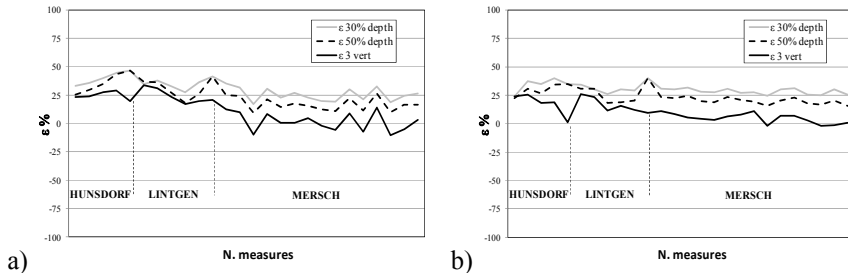 100
75
50
25
0
-25
-50
-75
-100
ε %
ε 30% depth
ε 50% depth
ε 3 vert
HUNSDORF LINTGEN MERSCH
N. measures
a)
100
75
50
25
0
-25
-50
-75
-100
ε %
ε 30% depth
ε 50% depth
ε 3 vert
HUNSDORF LINTGEN MERSCH
N. measures
b)